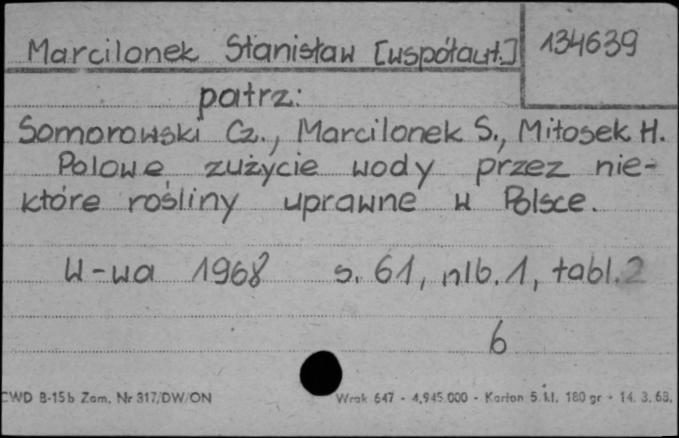 Marcilonek Stanisław [współaut.] 134639
patrz:
Somorowski Cz., Marcilonek S., Miłosek H.
Polowe zużycie wody przez nie-
które rośliny uprawne w Polsce.
W-wa 1968 s. 61, nlb. 1, tabl. 2
6
CWD B-15b Zam. Nr 317/DW/ON Wrak 647 - 4,945.000 - Karton 5.kl. 180 gr - 14. 3. 68.